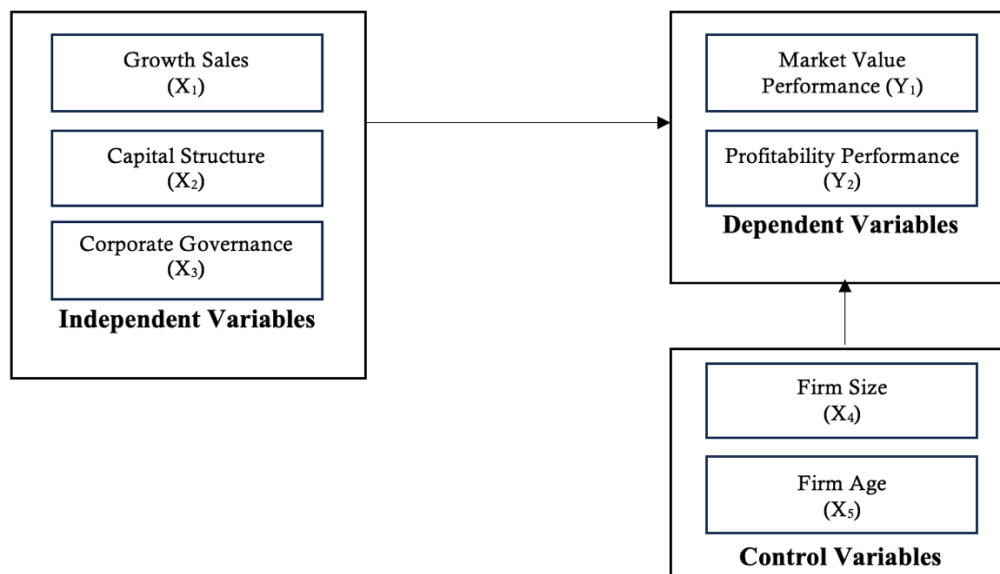 Growth Sales
(X₁)
Capital Structure
(X₂)
Corporate Governance
(X₃)
Independent Variables
Market Value
Performance (Y₁)
Profitability Performance
(Y₂)
Dependent Variables
Firm Size
(X₄)
Firm Age
(X₅)
Control Variables